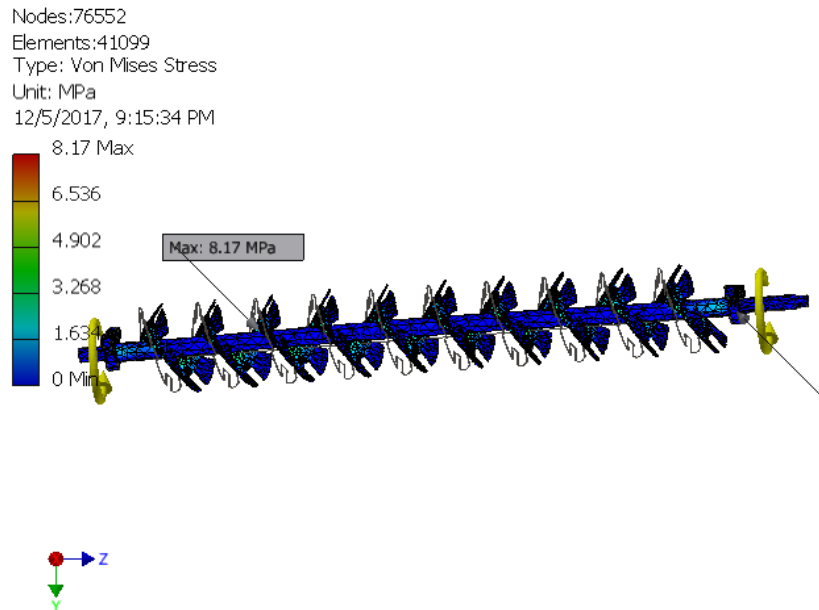 Nodes:76552
Elements:41099
Type: Von Mises Stress
Unit: MPa
12/5/2017, 9:15:34 PM
8.17 Max
6.536
4.902
3.268
1.634
0 Min
Max: 8.17 MPa
Z
Y